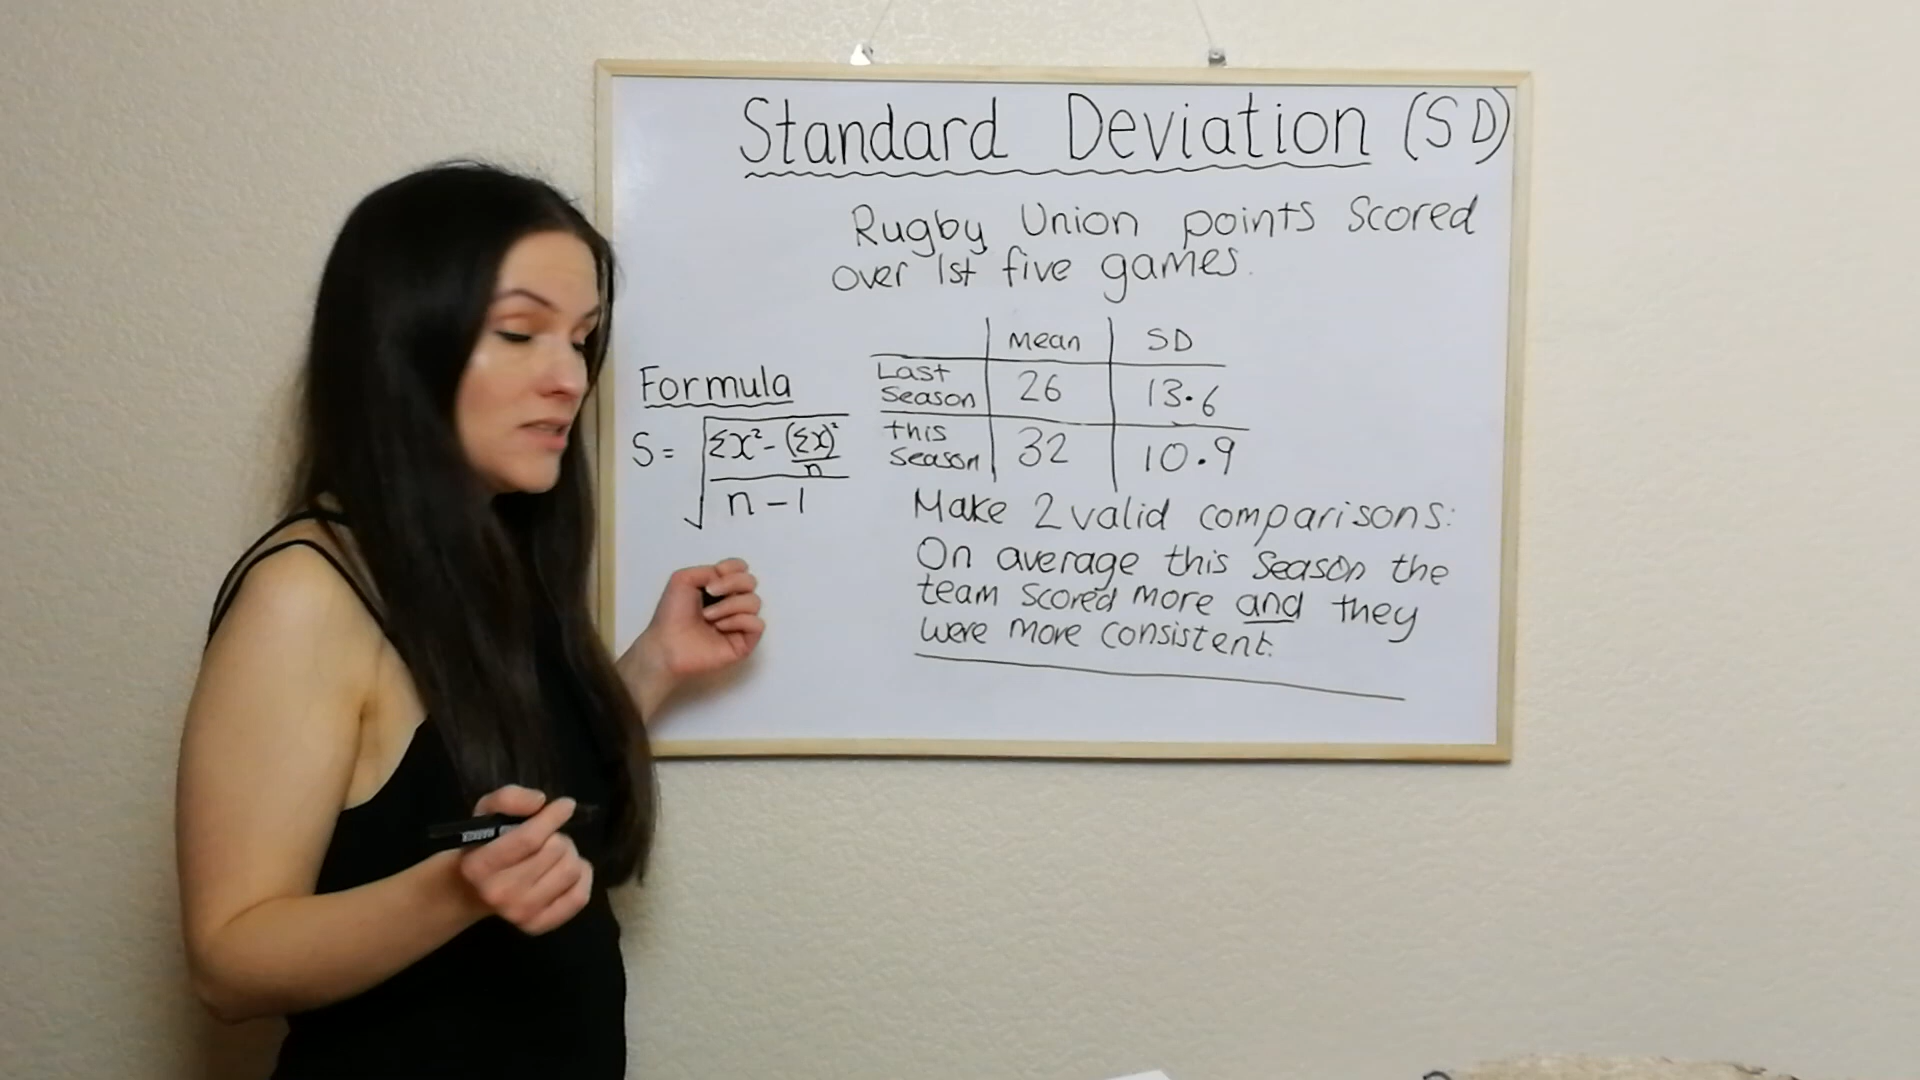 Standard Deviation (SD)
Rugby Union points scored
over 1st five games.
Mean SD
Last
Season 26 13.6
this
Season 32 10.9
Formula
S = √((Σx² - (Σx)²/n)/(n - 1))
Make 2 valid comparisons:
On average this season the
team scored more and they
were more consistent.
MARKER